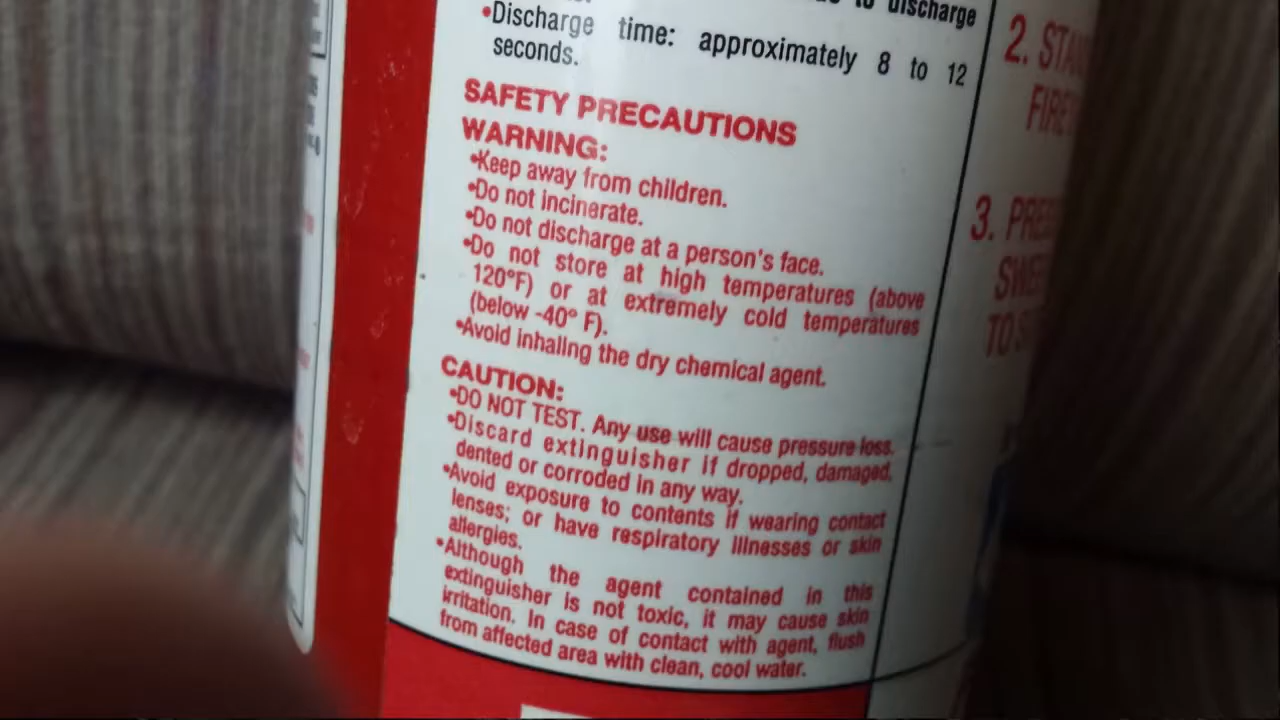 to discharge
•Discharge time: approximately 8 to 12
seconds.
SAFETY PRECAUTIONS
WARNING:
•Keep away from children.
•Do not incinerate.
•Do not discharge at a person's face.
•Do not store at high temperatures (above
120°F) or at extremely cold temperatures
(below -40° F).
•Avoid inhaling the dry chemical agent.
CAUTION:
•DO NOT TEST. Any use will cause pressure loss.
•Discard extinguisher if dropped, damaged,
dented or corroded in any way.
•Avoid exposure to contents if wearing contact
lenses; or have respiratory illnesses or skin
allergies.
•Although the agent contained in this
extinguisher is not toxic, it may cause skin
irritation. In case of contact with agent, flush
from affected area with clean, cool water.
2.
3.